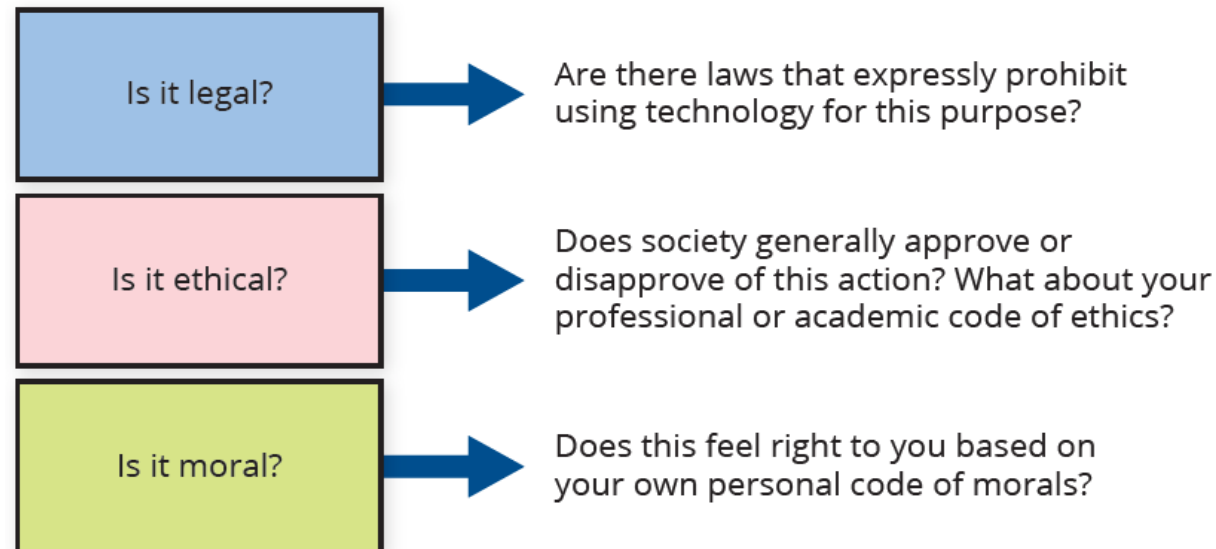 Is it legal?
Are there laws that expressly prohibit
using technology for this purpose?
Is it ethical?
Does society generally approve or
disapprove of this action? What about your
professional or academic code of ethics?
Is it moral?
Does this feel right to you based on
your own personal code of morals?